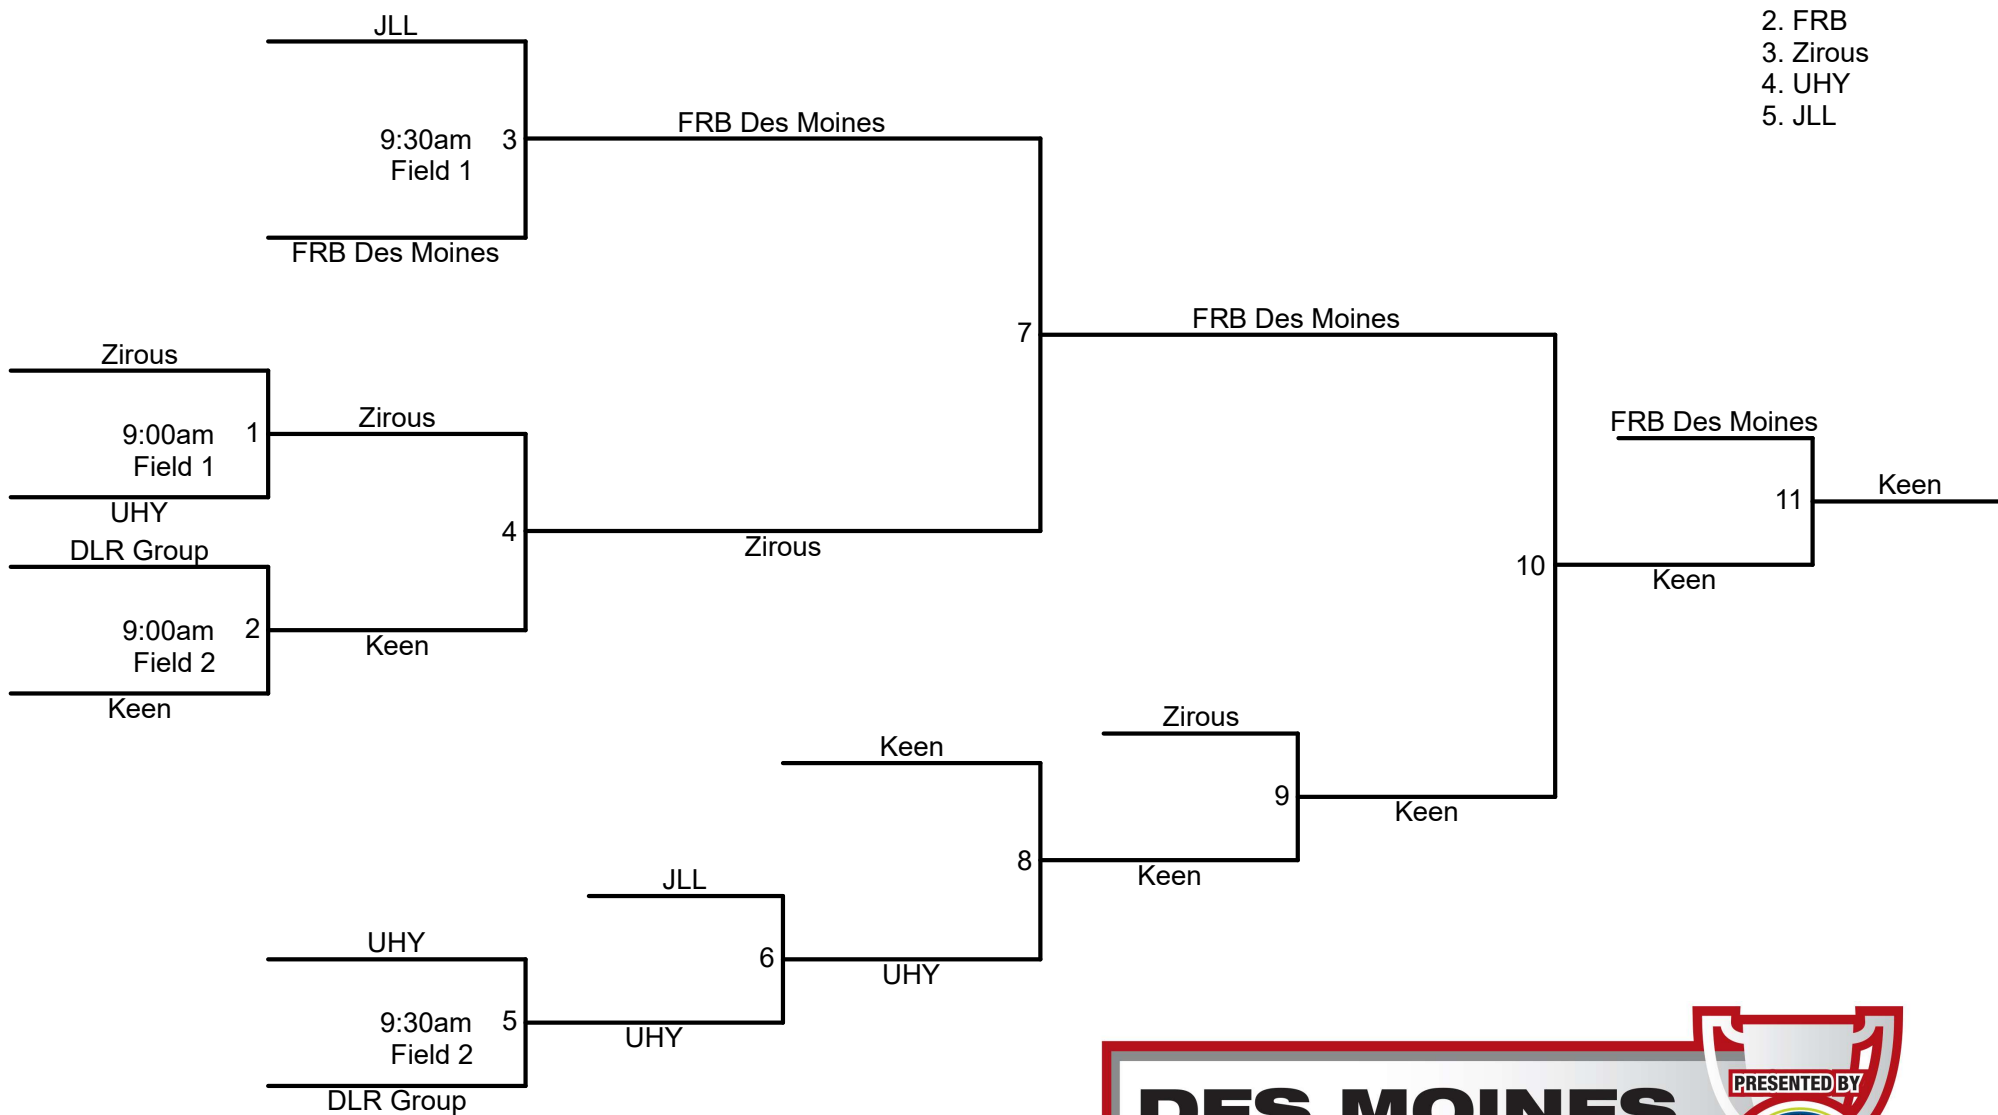 JLL
2. FRB
3. Zirous
4. UHY
5. JLL
FRB Des Moines
9:30am 3
Field 1
FRB Des Moines
7
FRB Des Moines
Zirous
Zirous
9:00am 1
Field 1
UHY
FRB Des Moines
11
Keen
DLR Group
4
Zirous
10
Keen
9:00am 2
Field 2
Keen
Keen
Zirous
Keen
9
Keen
8
Keen
JLL
UHY
6
UHY
9:30am 5
Field 2
UHY
DLR Group
DES MOINES
PRESENTED BY